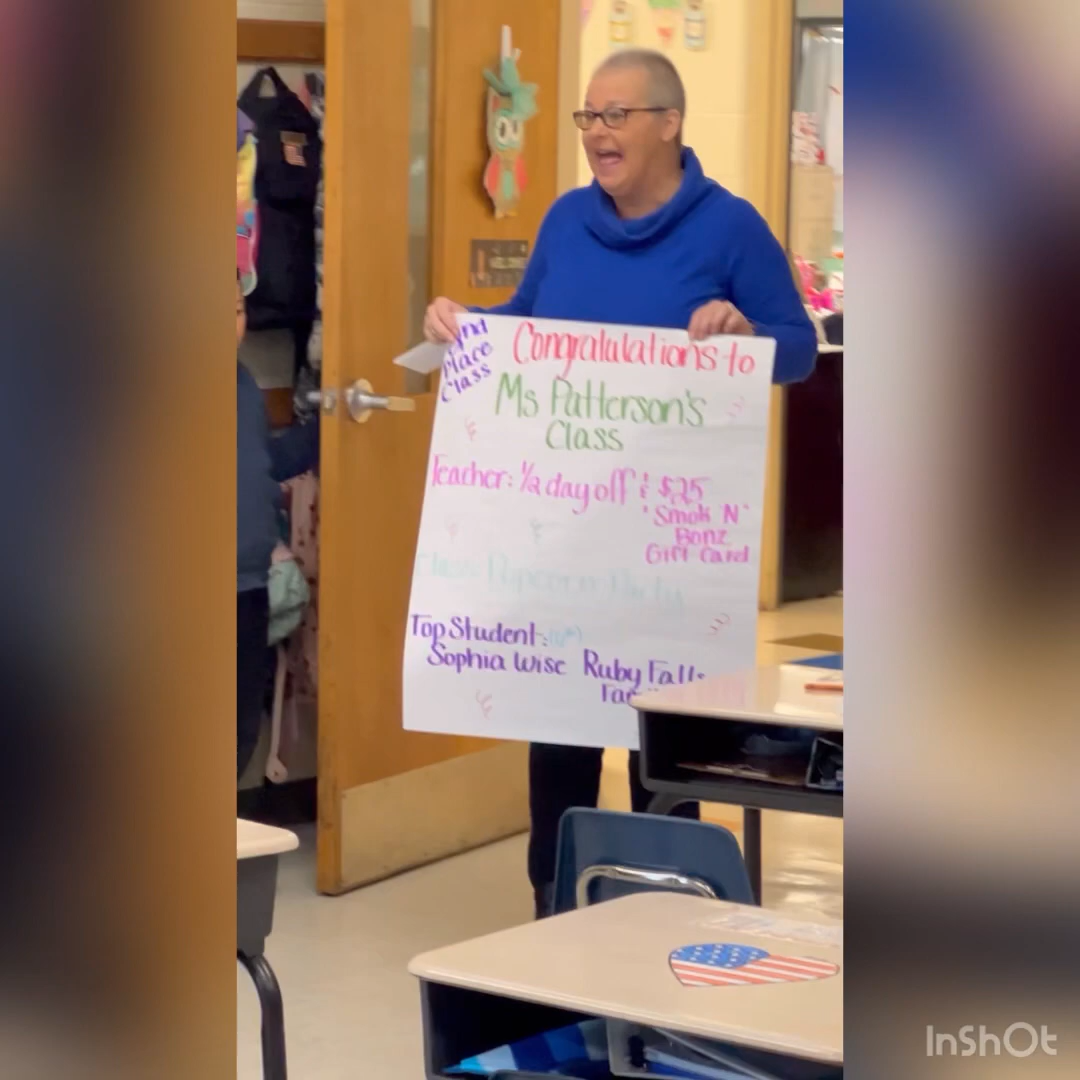 2nd
Place
Class
Congralulations to
Ms Patterson's
Class
Teacher: 1/2 day off & $25
"Smok 'N'
Bonz
Gift Card
Class: Popcorn Party
Top Student:
Sophia Wise Ruby Falls
InShOt